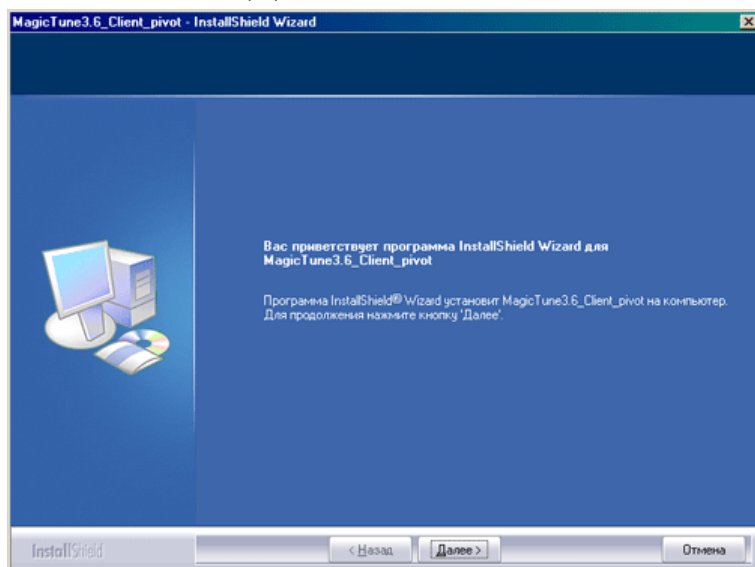 MagicTune3.6_Client_pivot - InstallShield Wizard
Вас приветствует программа InstallShield Wizard для
MagicTune3.6_Client_pivot
Программа InstallShield® Wizard установит MagicTune3.6_Client_pivot на компьютер.
Для продолжения нажмите кнопку 'Далее'.
InstallShield
< Назад
Далее >
Отмена